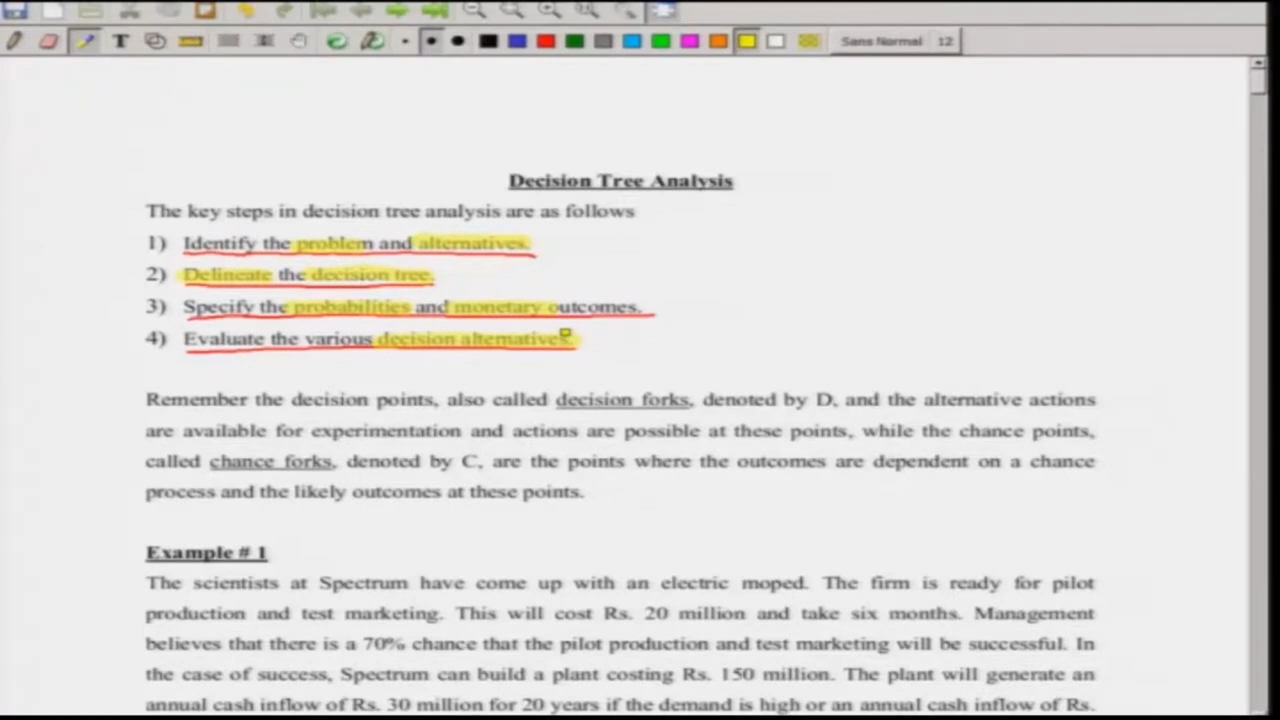 Sans Normal 12
Decision Tree Analysis
The key steps in decision tree analysis are as follows
1) Identify the problem and alternatives.
2) Delineate the decision tree.
3) Specify the probabilities and monetary outcomes.
4) Evaluate the various decision alternatives.
Remember the decision points, also called decision forks, denoted by D, and the alternative actions
are available for experimentation and actions are possible at these points, while the chance points,
called chance forks, denoted by C, are the points where the outcomes are dependent on a chance
process and the likely outcomes at these points.
Example # 1
The scientists at Spectrum have come up with an electric moped. The firm is ready for pilot
production and test marketing. This will cost Rs. 20 million and take six months. Management
believes that there is a 70% chance that the pilot production and test marketing will be successful. In
the case of success, Spectrum can build a plant costing Rs. 150 million. The plant will generate an
annual cash inflow of Rs. 30 million for 20 years if the demand is high or an annual cash inflow of Rs.